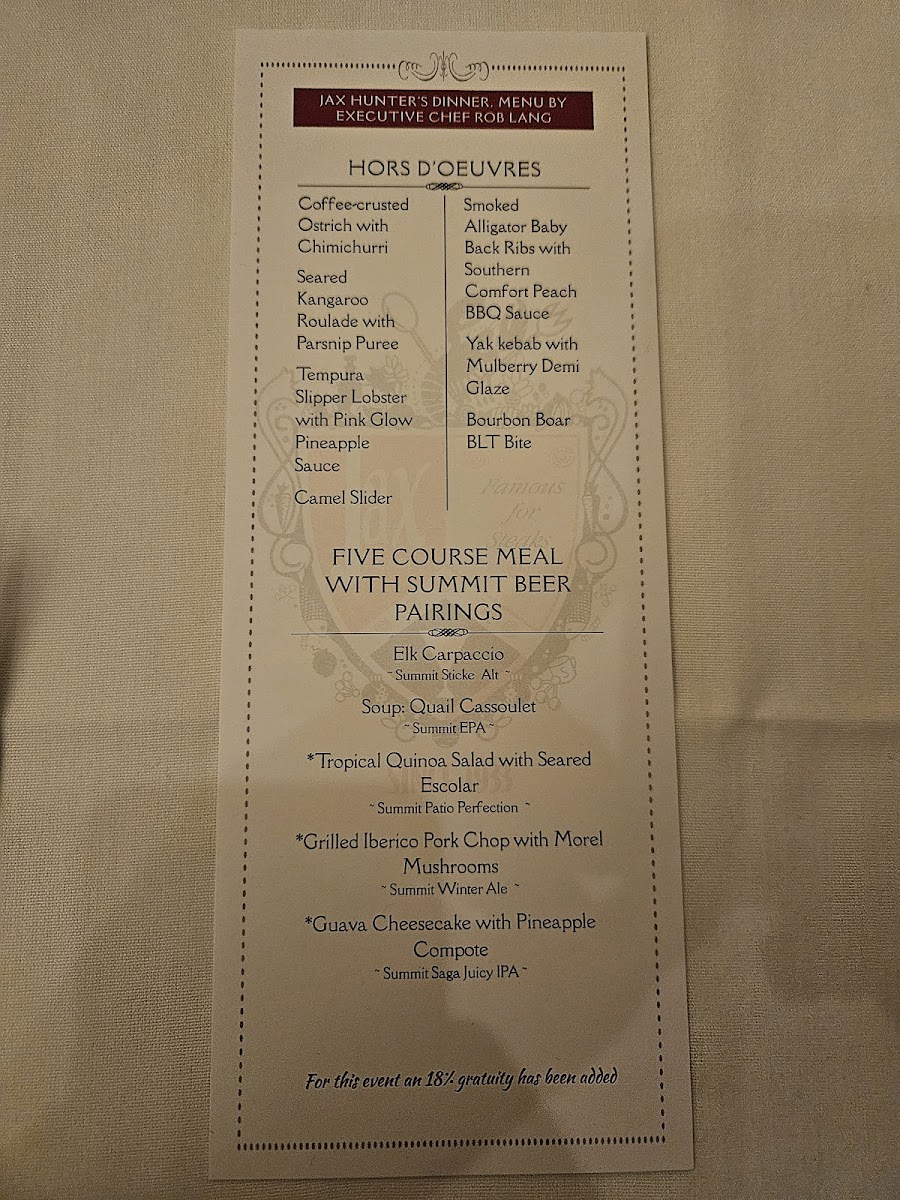 JAX HUNTER'S DINNER, MENU BY
EXECUTIVE CHEF ROB LANG
HORS D'OEUVRES
Coffee-crusted
Ostrich with
Chimichurri
Seared
Kangaroo
Roulade with
Parsnip Puree
Tempura
Slipper Lobster
with Pink Glow
Pineapple
Sauce
Camel Slider
Smoked
Alligator Baby
Back Ribs with
Southern
Comfort Peach
BBQ Sauce
Yak kebab with
Mulberry Demi
Glaze
Bourbon Boar
BLT Bite
JAX
Famous
for
Steaks
FIVE COURSE MEAL
WITH SUMMIT BEER
PAIRINGS
Elk Carpaccio
~ Summit Sticke Alt ~
Soup: Quail Cassoulet
~ Summit EPA ~
*Tropical Quinoa Salad with Seared
Escolar
~ Summit Patio Perfection ~
*Grilled Iberico Pork Chop with Morel
Mushrooms
~ Summit Winter Ale ~
*Guava Cheesecake with Pineapple
Compote
~ Summit Saga Juicy IPA ~
For this event an 18% gratuity has been added